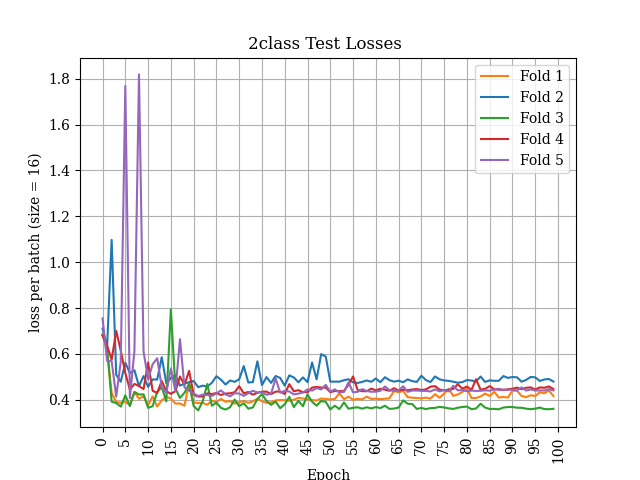 2class Test Losses
loss per batch (size = 16)
1.8
1.6
1.4
1.2
1.0
0.8
0.6
0.4
Fold 1
Fold 2
Fold 3
Fold 4
Fold 5
0 5 10 15 20 25 30 35 40 45 50 55 60 65 70 75 80 85 90 95 100
Epoch